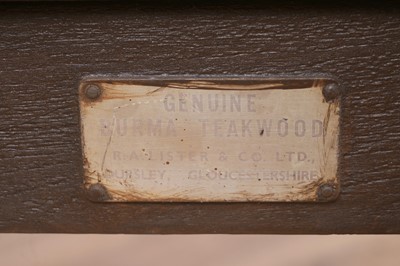 GENUINE
BURMA TEAKWOOD
R.A.LISTER & CO. LTD.,
DURSLEY, GLOUCESTERSHIRE